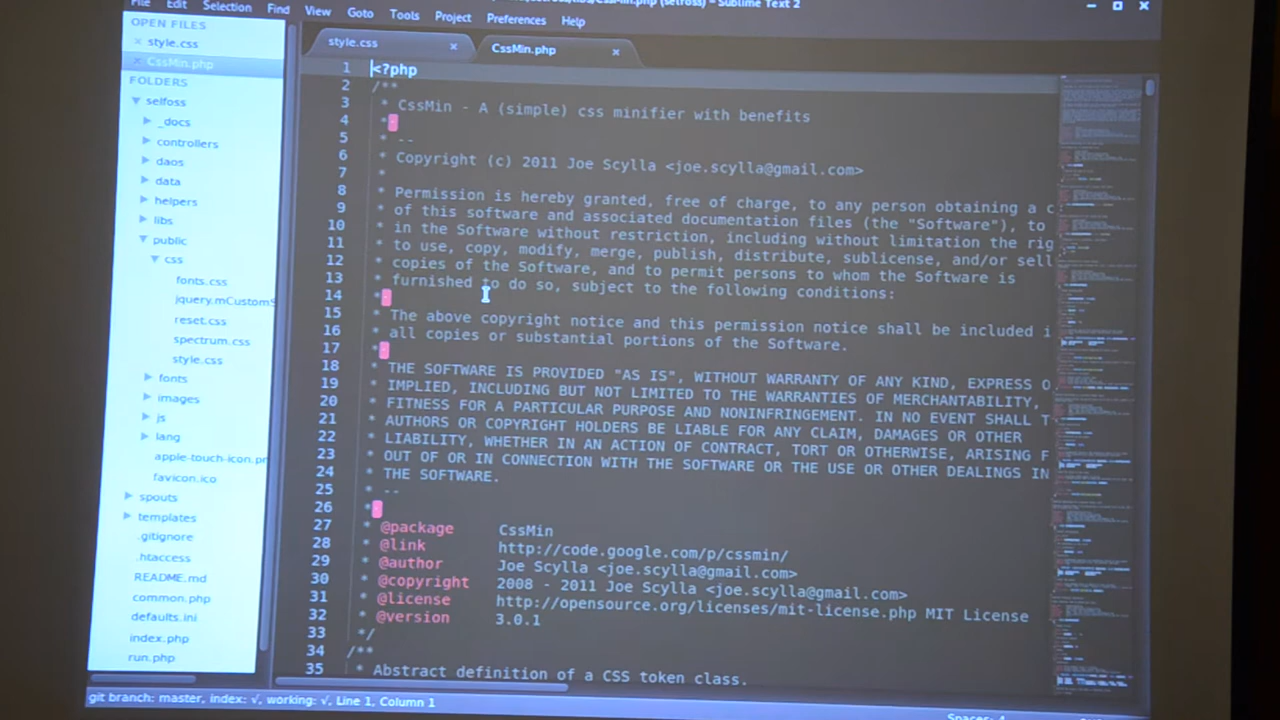 (selfoss) - Sublime Text 2
File Edit Selection Find View Goto Tools Project Preferences Help
OPEN FILES
× style.css
× CssMin.php
FOLDERS
selfoss
_docs
controllers
daos
data
helpers
libs
public
css
fonts.css
jquery.mCustomS
reset.css
spectrum.css
style.css
fonts
images
js
lang
apple-touch-icon.pr
favicon.ico
spouts
templates
.gitignore
.htaccess
README.md
common.php
defaults.ini
index.php
run.php
style.css × CssMin.php ×
1 <?php
2 /**
3 * CssMin - A (simple) css minifier with benefits
4 *
5 * --
6 * Copyright (c) 2011 Joe Scylla <joe.scylla@gmail.com>
7 *
8 * Permission is hereby granted, free of charge, to any person obtaining a c
9 * of this software and associated documentation files (the "Software"), to
10 * in the Software without restriction, including without limitation the rig
11 * to use, copy, modify, merge, publish, distribute, sublicense, and/or sell
12 * copies of the Software, and to permit persons to whom the Software is
13 * furnished to do so, subject to the following conditions:
14 *
15 * The above copyright notice and this permission notice shall be included i
16 * all copies or substantial portions of the Software.
17 *
18 * THE SOFTWARE IS PROVIDED "AS IS", WITHOUT WARRANTY OF ANY KIND, EXPRESS O
19 * IMPLIED, INCLUDING BUT NOT LIMITED TO THE WARRANTIES OF MERCHANTABILITY,
20 * FITNESS FOR A PARTICULAR PURPOSE AND NONINFRINGEMENT. IN NO EVENT SHALL T
21 * AUTHORS OR COPYRIGHT HOLDERS BE LIABLE FOR ANY CLAIM, DAMAGES OR OTHER
22 * LIABILITY, WHETHER IN AN ACTION OF CONTRACT, TORT OR OTHERWISE, ARISING F
23 * OUT OF OR IN CONNECTION WITH THE SOFTWARE OR THE USE OR OTHER DEALINGS IN
24 * THE SOFTWARE.
25 * --
26 *
27 * @package CssMin
28 * @link http://code.google.com/p/cssmin/
29 * @author Joe Scylla <joe.scylla@gmail.com>
30 * @copyright 2008 - 2011 Joe Scylla <joe.scylla@gmail.com>
31 * @license http://opensource.org/licenses/mit-license.php MIT License
32 * @version 3.0.1
33 */
34 /**
35 * Abstract definition of a CSS token class.
git branch: master, index: √, working: √, Line 1, Column 1
Spaces: 4